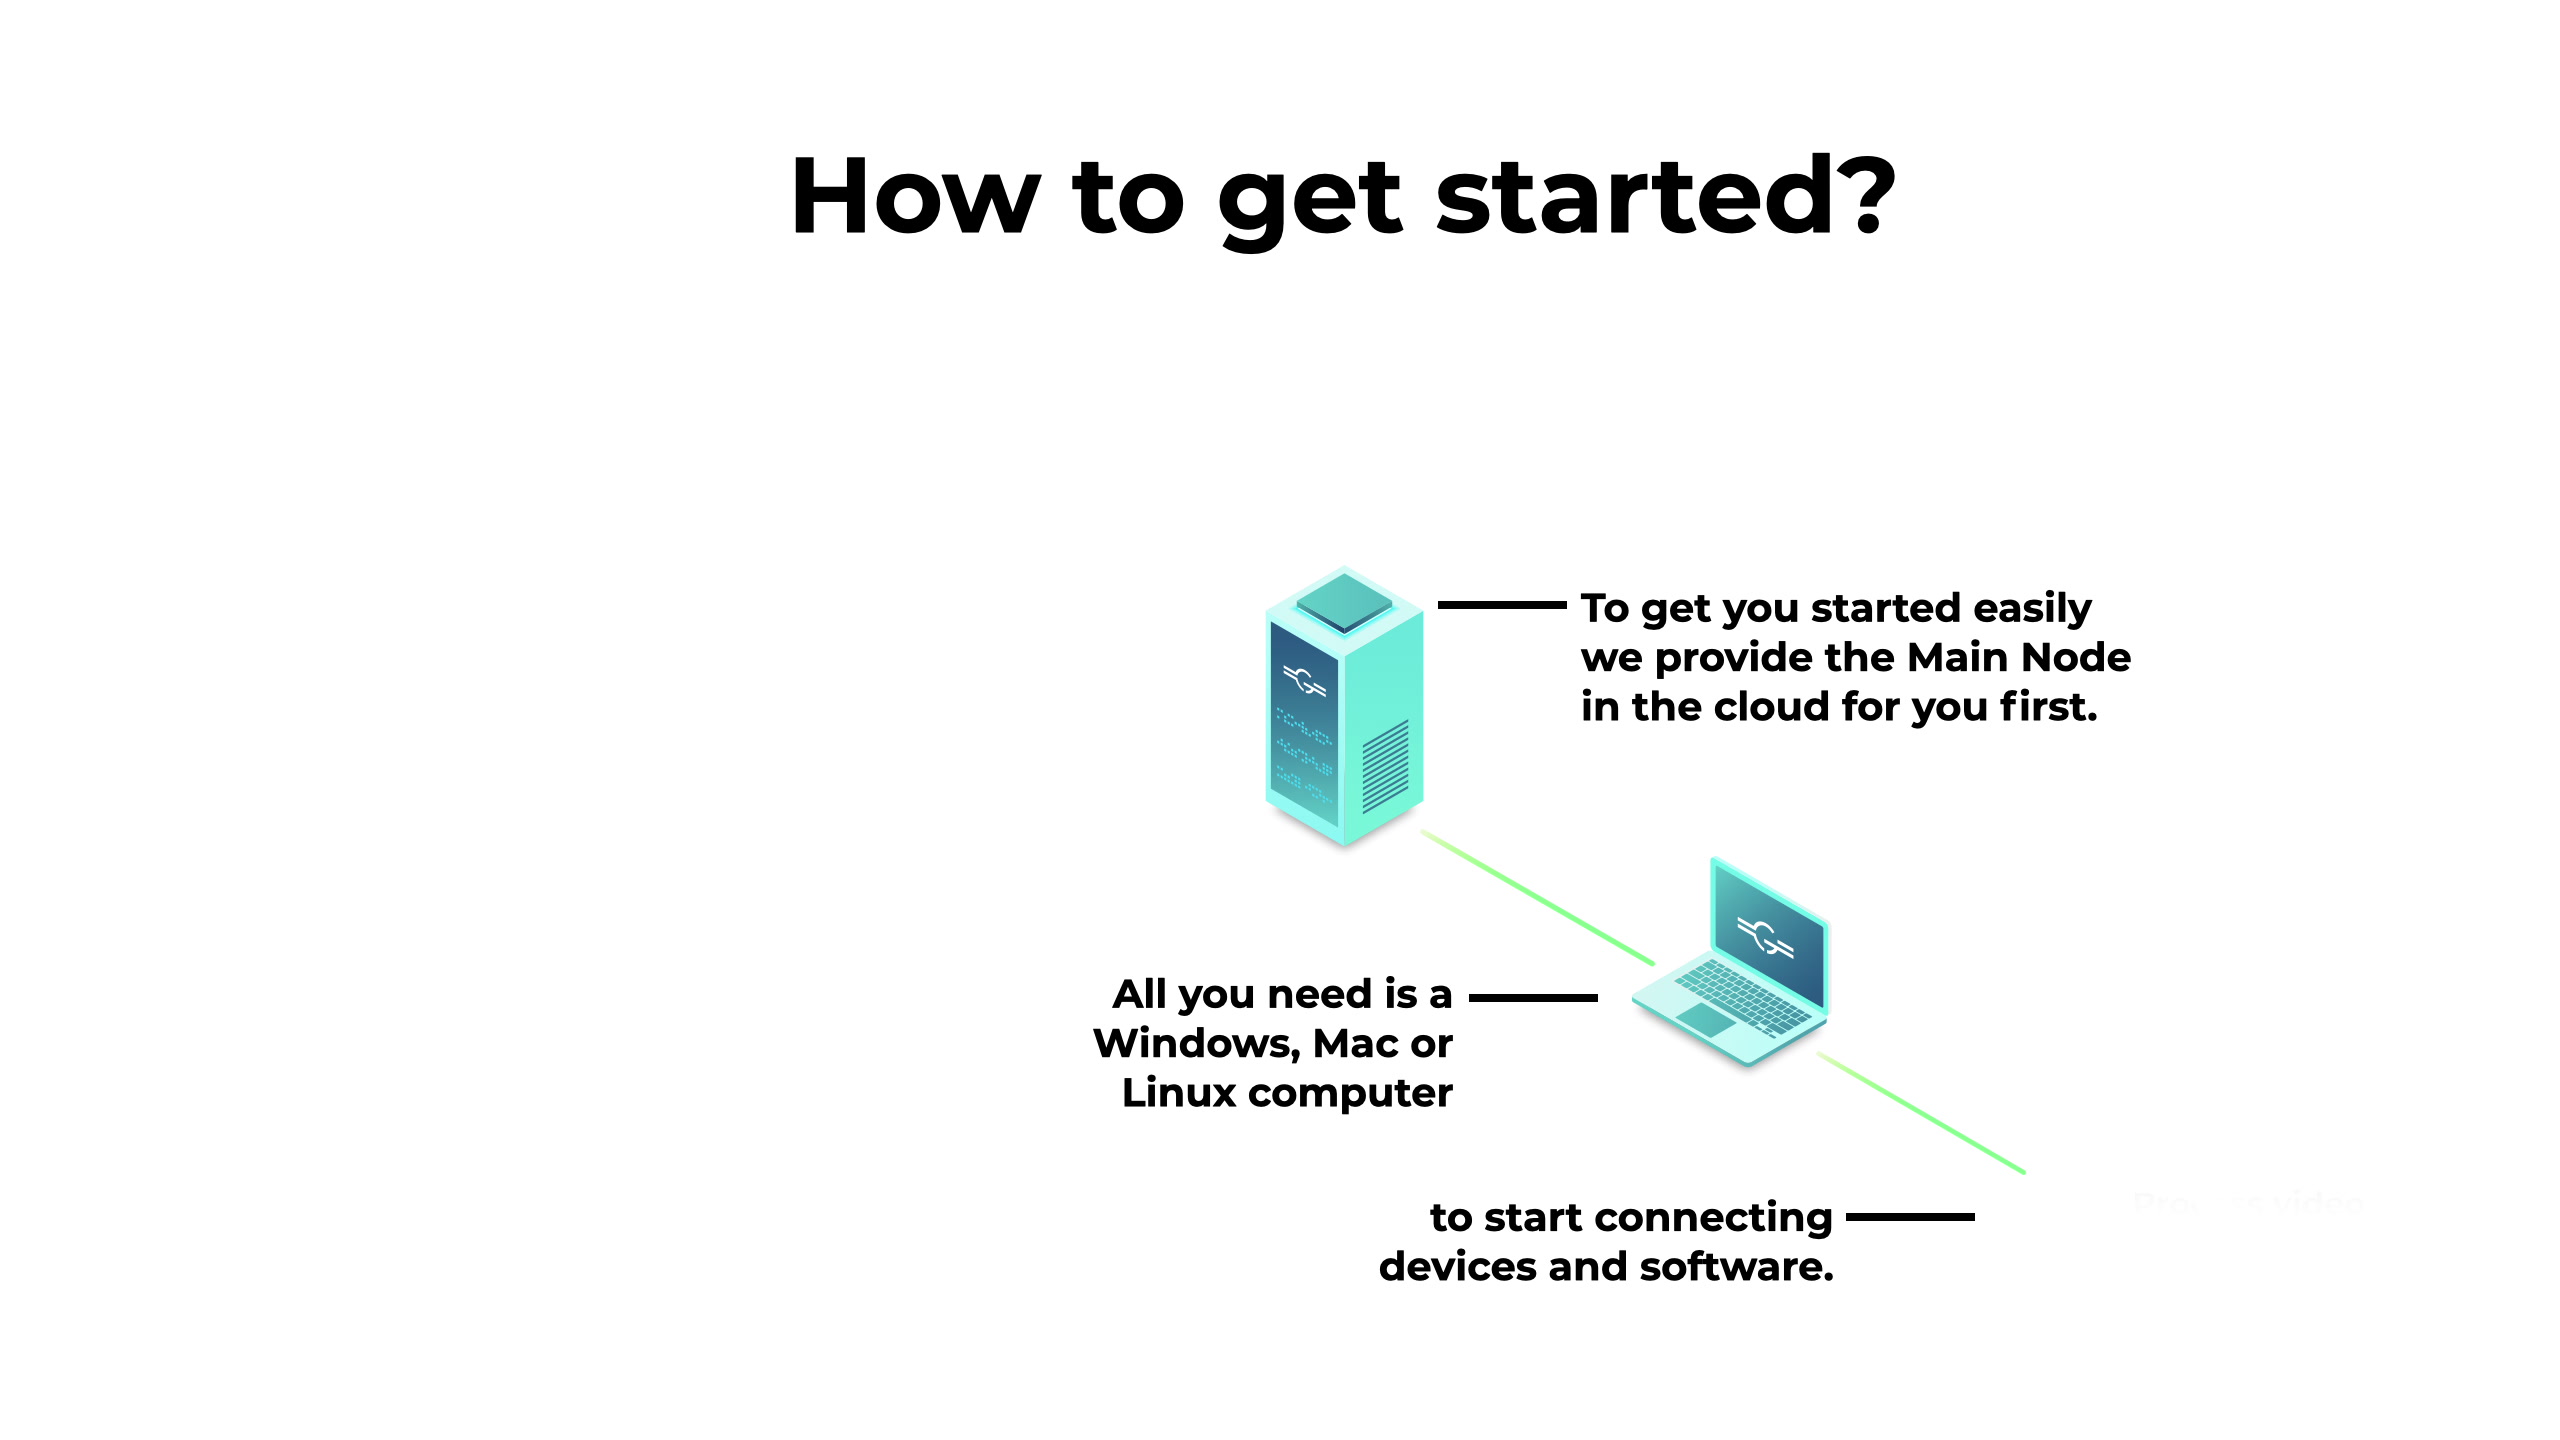 How to get started?
To get you started easily
we provide the Main Node
in the cloud for you first.
All you need is a
Windows, Mac or
Linux computer
to start connecting
devices and software.
video